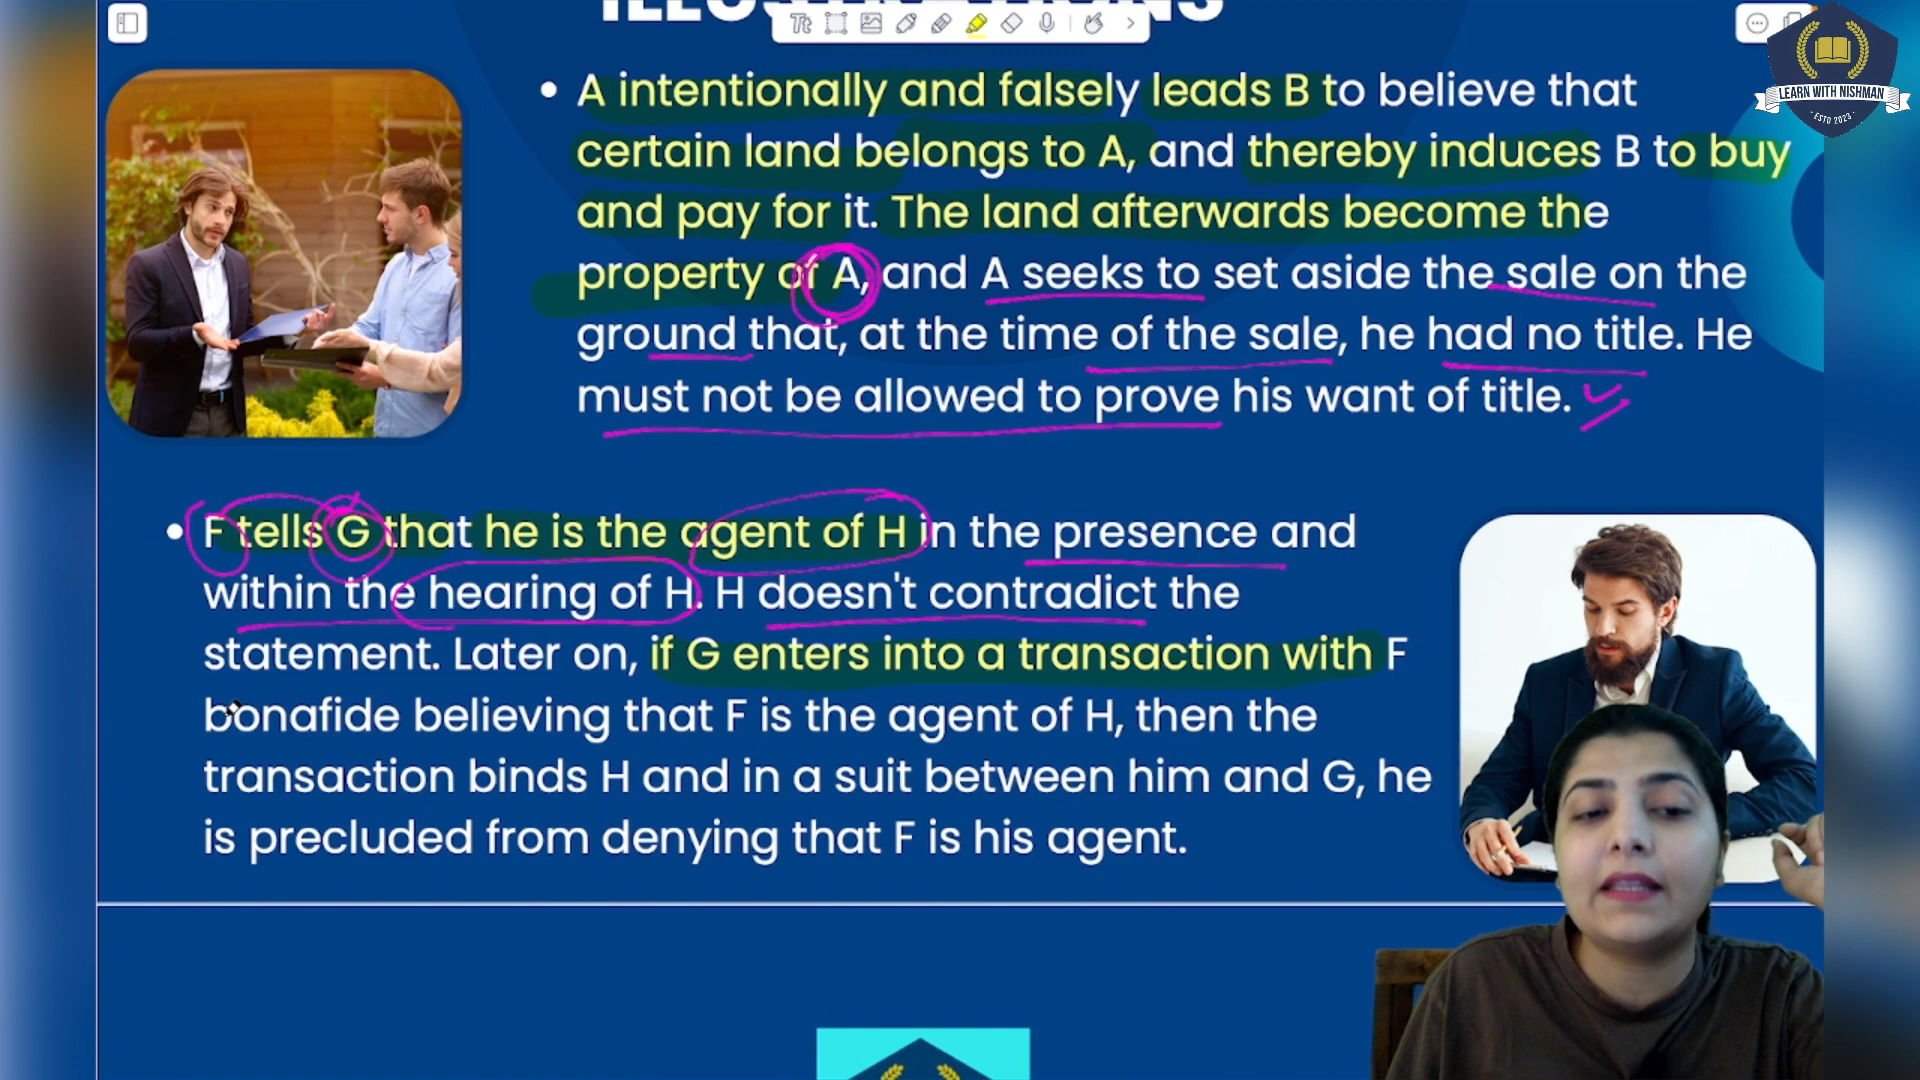 ILLUSTRATIONS
Tt
LEARN WITH NISHMAN
ESTD 2023
• A intentionally and falsely leads B to believe that
certain land belongs to A, and thereby induces B to buy
and pay for it. The land afterwards become the
property of A, and A seeks to set aside the sale on the
ground that, at the time of the sale, he had no title. He
must not be allowed to prove his want of title.
• F tells G that he is the agent of H in the presence and
within the hearing of H. H doesn't contradict the
statement. Later on, if G enters into a transaction with F
bonafide believing that F is the agent of H, then the
transaction binds H and in a suit between him and G, he
is precluded from denying that F is his agent.